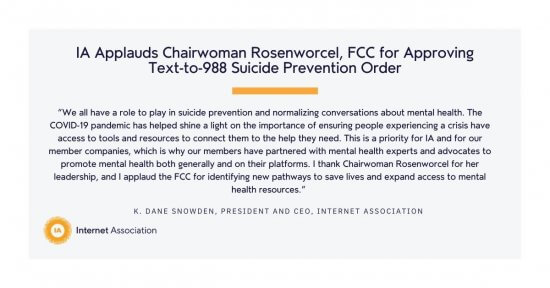 IA Applauds Chairwoman Rosenworcel, FCC for Approving
Text-to-988 Suicide Prevention Order
"We all have a role to play in suicide prevention and normalizing conversations about mental health. The
COVID-19 pandemic has helped shine a light on the importance of ensuring people experiencing a crisis have
access to tools and resources to connect them to the help they need. This is a priority for IA and for our
member companies, which is why our members have partnered with mental health experts and advocates to
promote mental health both generally and on their platforms. I thank Chairwoman Rosenworcel for her
leadership, and I applaud the FCC for identifying new pathways to save lives and expand access to mental
health resources."
K. DANE SNOWDEN, PRESIDENT AND CEO, INTERNET ASSOCIATION
IA Internet Association